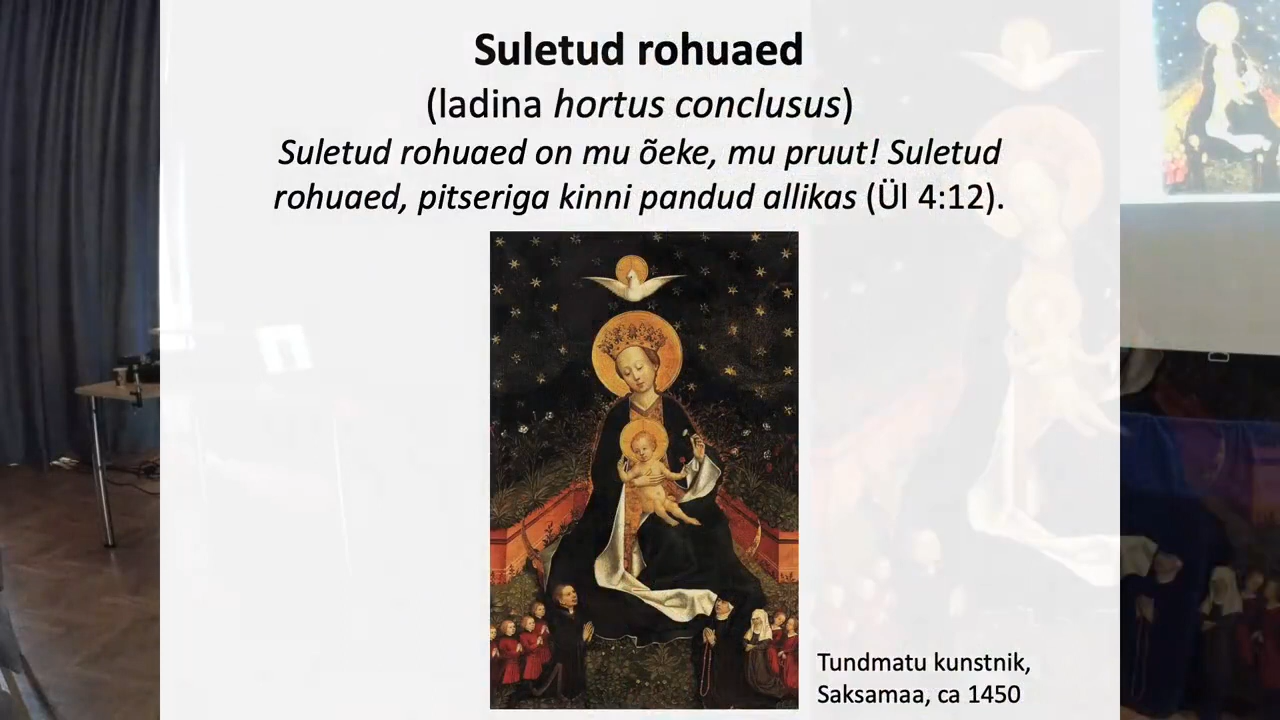 Suletud rohuaed
(ladina hortus conclusus)
Suletud rohuaed on mu õeke, mu pruut! Suletud
rohuaed, pitseriga kinni pandud allikas (Ül 4:12).
Tundmatu kunstnik,
Saksamaa, ca 1450